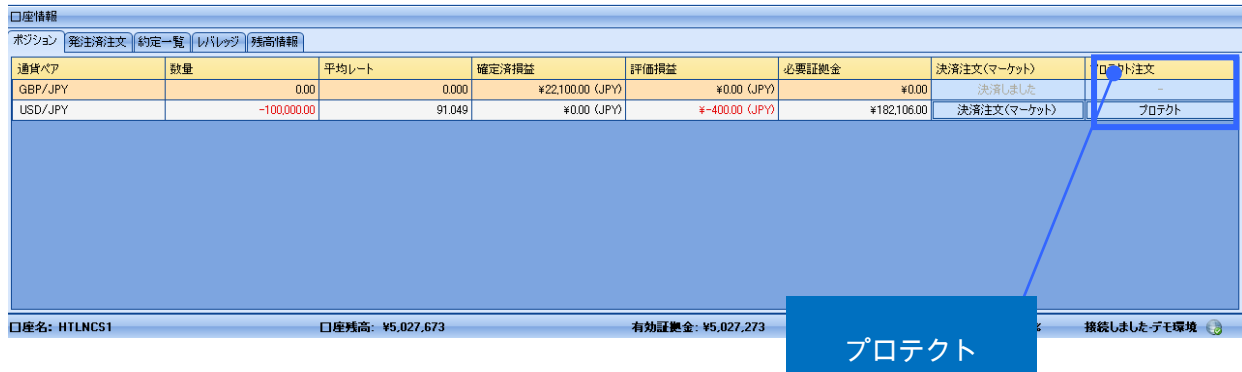 口座情報
ポジション 発注済注文 約定一覧 レバレッジ 残高情報
通貨ペア 数量 平均レート 確定済損益 評価損益 必要証拠金 決済注文(マーケット) プロテクト注文
GBP/JPY 0.00 0.000 ¥22,100.00 (JPY) ¥0.00 (JPY) ¥0.00 決済しました -
USD/JPY -100,000.00 91.049 ¥0.00 (JPY) ¥-400.00 (JPY) ¥182,106.00 決済注文(マーケット) プロテクト
口座名: HTLNCS1 口座残高: ¥5,027,673 有効証拠金: ¥5,027,273 % 接続しました-デモ環境
プロテクト